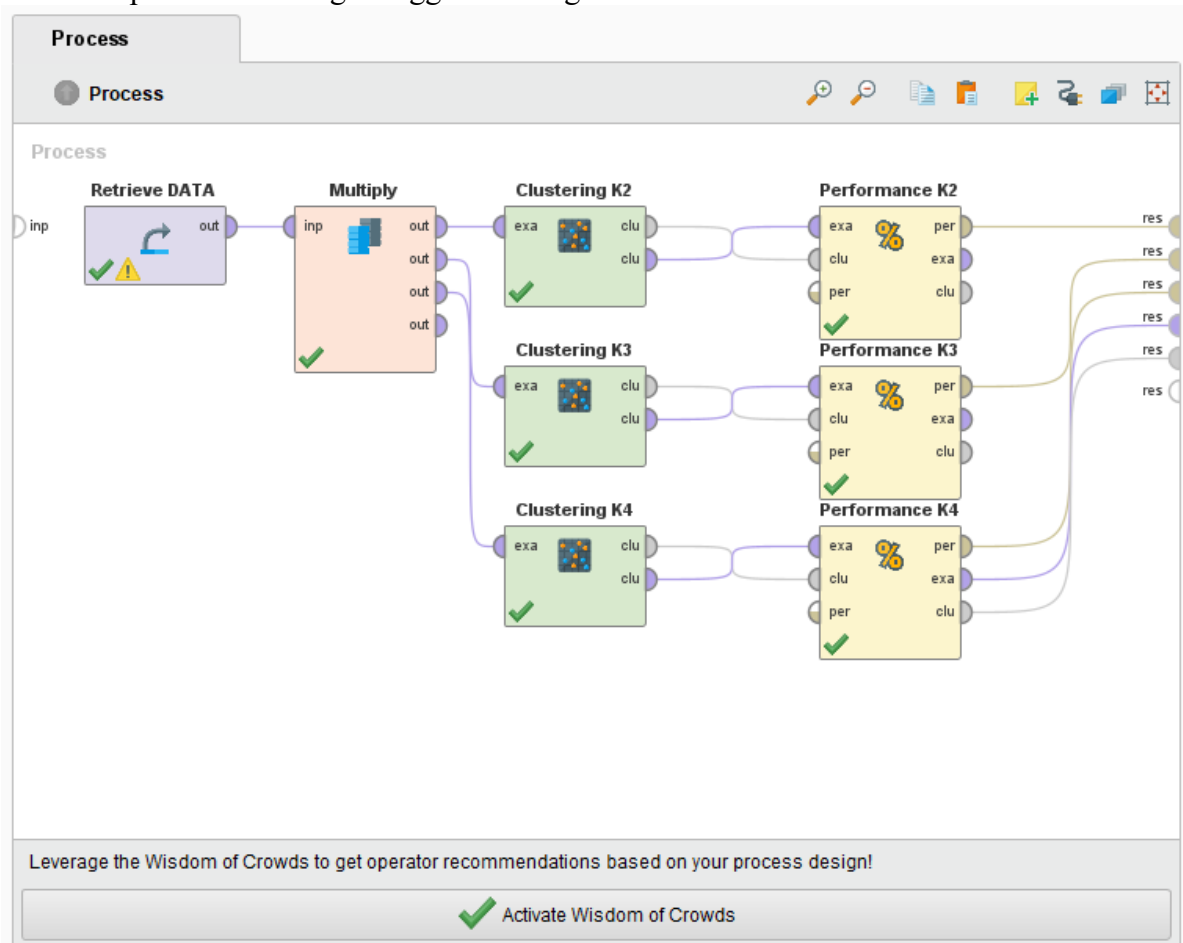 Process
Process
Process
Retrieve DATA
Multiply
Clustering K2
Performance K2
inp
out
inp
out
out
out
out
exa
clu
clu
exa
clu
per
per
exa
clu
res
res
res
res
res
res
Clustering K3
Performance K3
exa
clu
clu
exa
clu
per
per
exa
clu
Clustering K4
Performance K4
exa
clu
clu
exa
clu
per
per
exa
clu
Leverage the Wisdom of Crowds to get operator recommendations based on your process design!
Activate Wisdom of Crowds